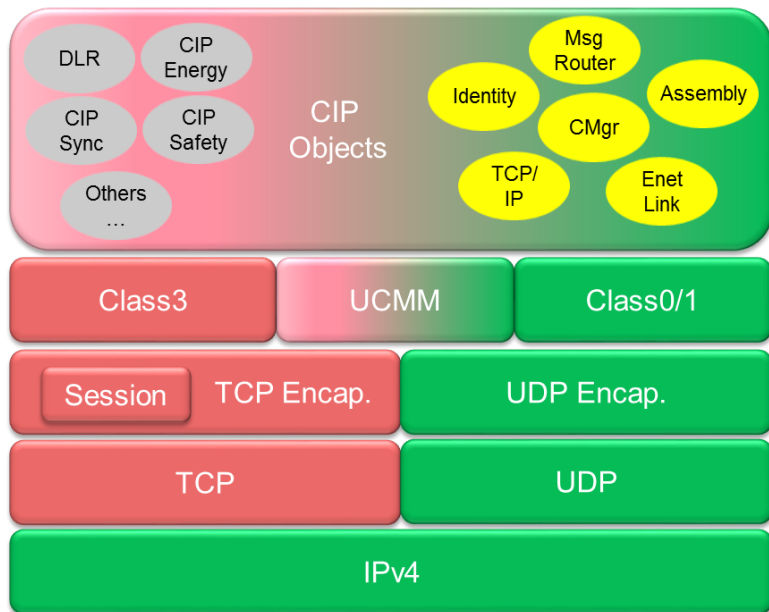 DLR
CIP
Energy
CIP
Sync
CIP
Safety
Others
...
CIP
Objects
Msg
Router
Identity
Assembly
CMgr
TCP/
IP
Enet
Link
Class3
UCMM
Class0/1
Session
TCP Encap.
UDP Encap.
TCP
UDP
IPv4